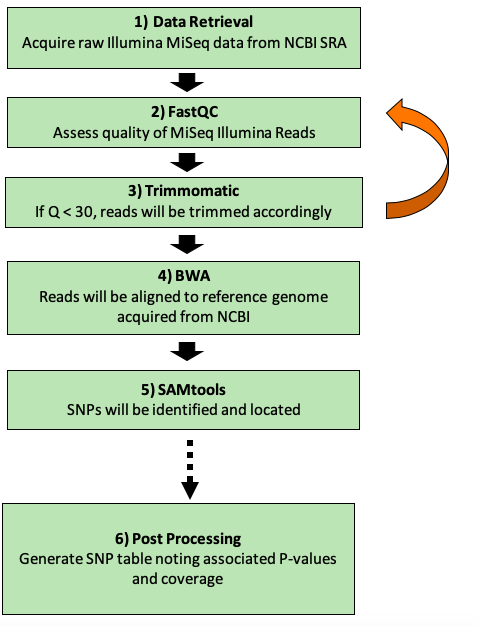 1) Data Retrieval
Acquire raw Illumina MiSeq data from NCBI SRA
2) FastQC
Assess quality of MiSeq Illumina Reads
3) Trimmomatic
If Q < 30, reads will be trimmed accordingly
4) BWA
Reads will be aligned to reference genome
acquired from NCBI
5) SAMtools
SNPs will be identified and located
6) Post Processing
Generate SNP table noting associated P-values
and coverage